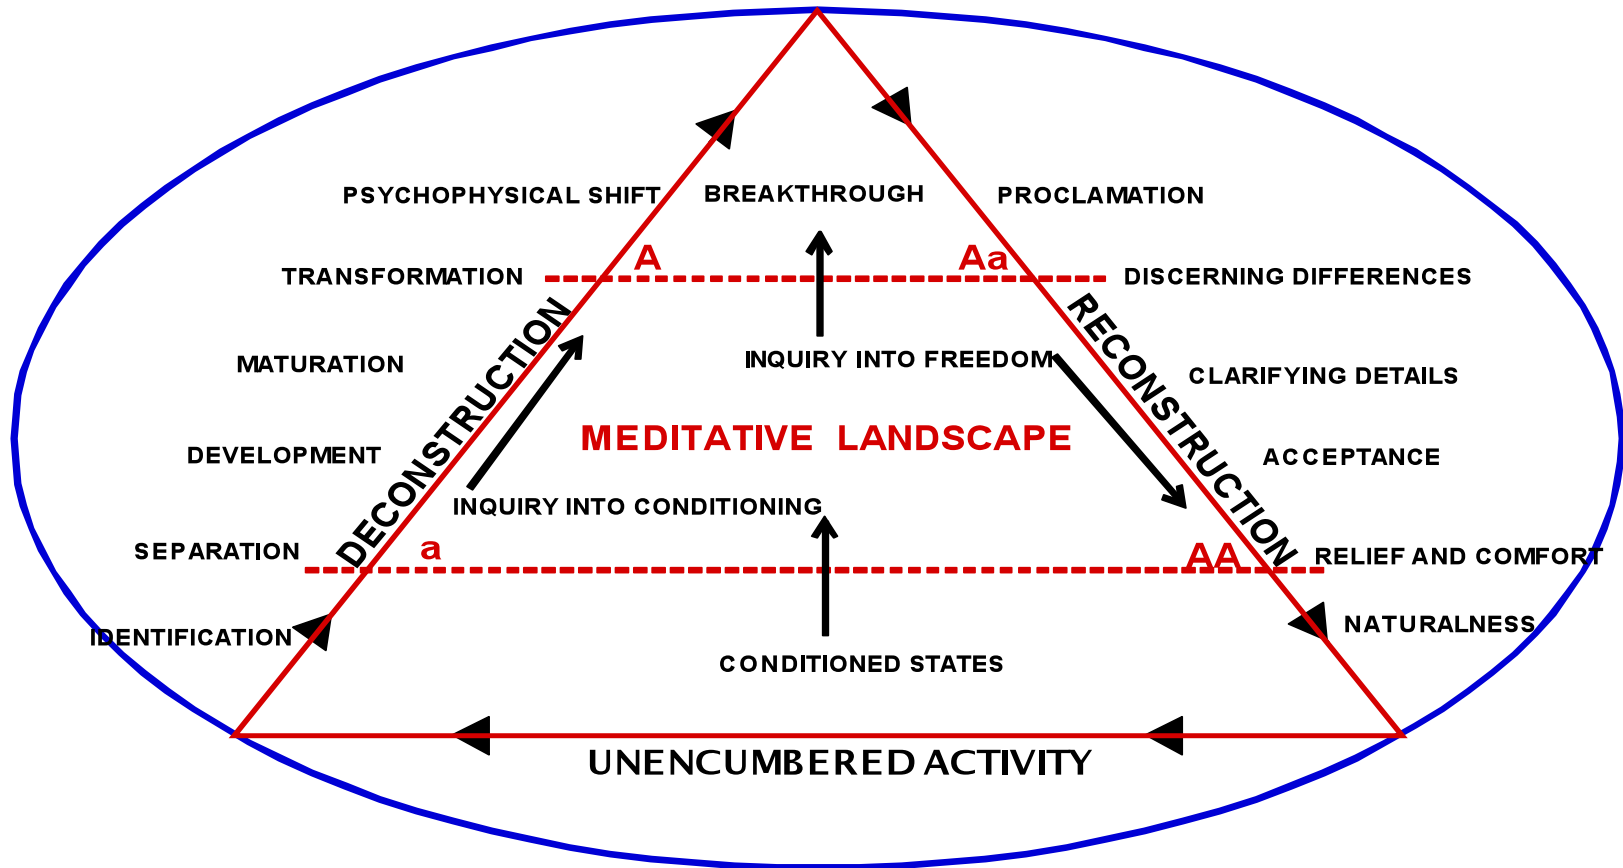 PSYCHOPHYSICAL SHIFT
BREAKTHROUGH
PROCLAMATION
A
Aa
TRANSFORMATION
DISCERNING DIFFERENCES
DECONSTRUCTION
RECONSTRUCTION
MATURATION
INQUIRY INTO FREEDOM
CLARIFYING DETAILS
MEDITATIVE LANDSCAPE
DEVELOPMENT
ACCEPTANCE
INQUIRY INTO CONDITIONING
SEPARATION
a
AA
RELIEF AND COMFORT
IDENTIFICATION
NATURALNESS
CONDITIONED STATES
UNENCUMBERED ACTIVITY